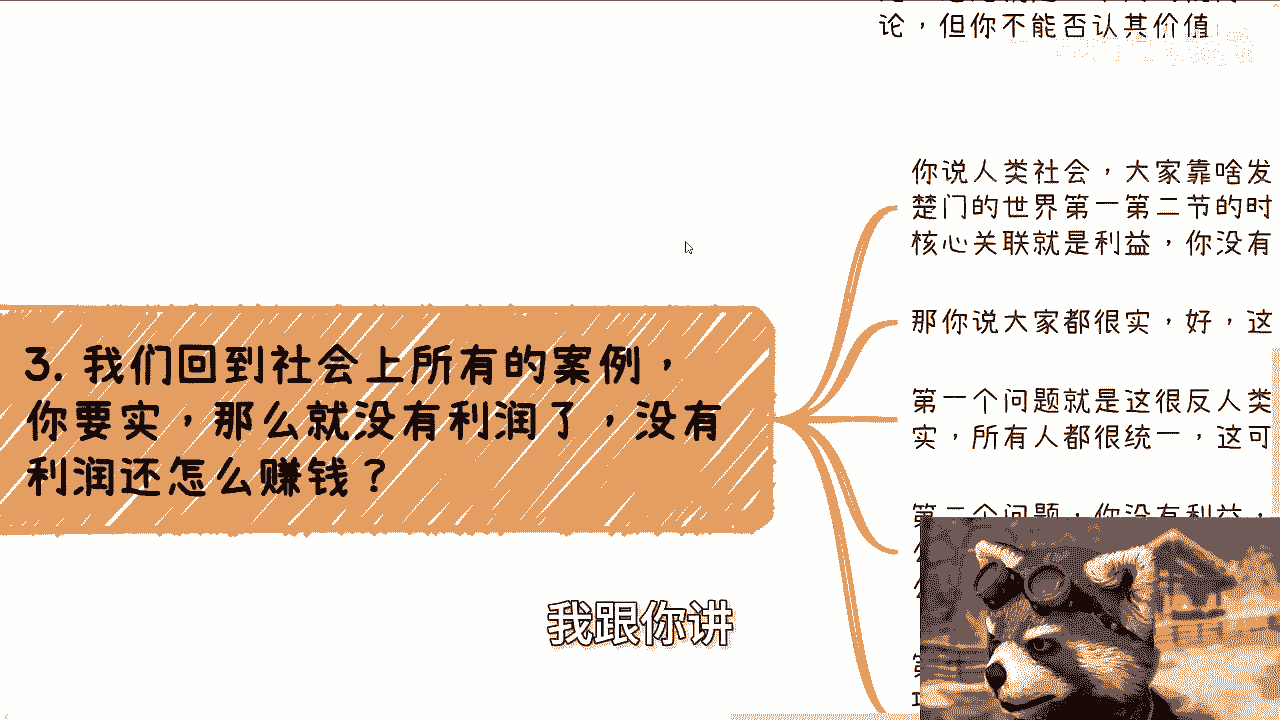 论，但你不能否认其价值
你说人类社会，大家靠啥发
楚门的世界第一第二节的时
核心关联就是利益，你没有
那你说大家都很实，好，这
3. 我们回到社会上所有的案例，
你要实，那么就没有利润了，没有
利润还怎么赚钱？
第一个问题就是这很反人类
实，所有人都很统一，这可
第二个问题，你没有利益，
我跟你讲